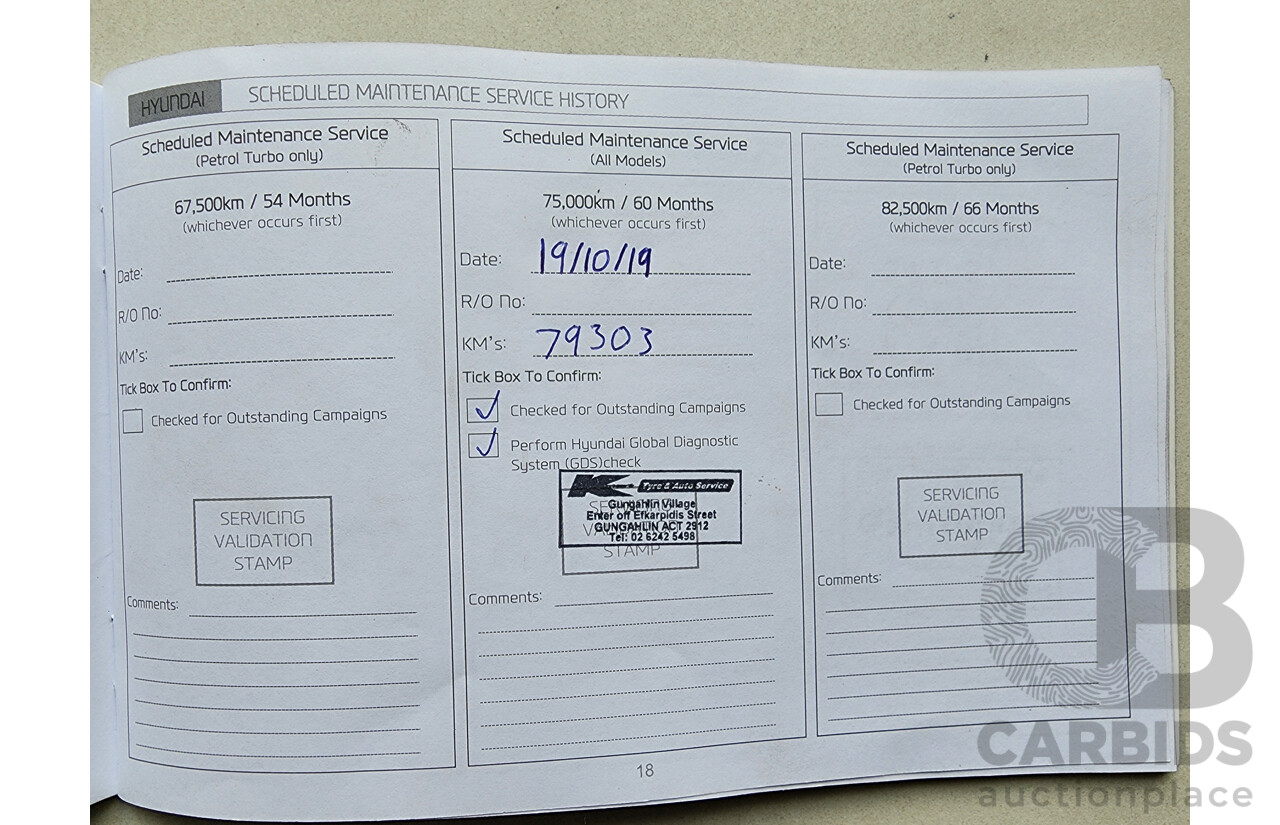 HYUNDAI
SCHEDULED MAINTENANCE SERVICE HISTORY
Scheduled Maintenance Service
(Petrol Turbo only)
67,500km / 54 Months
(whichever occurs first)
Date:
R/O No:
KM's:
Tick Box To Confirm:
Checked for Outstanding Campaigns
SERVICING
VALIDATION
STAMP
Comments:
Scheduled Maintenance Service
(All Models)
75,000km / 60 Months
(whichever occurs first)
Date: 19/10/19
R/O No:
KM's: 79303
Tick Box To Confirm:
Checked for Outstanding Campaigns
Perform Hyundai Global Diagnostic
System (GDS)check
Tyre & Auto Service
Gungahlin Village
Enter off Efkarpidis Street
GUNGAHLIN ACT 2912
Tel: 02 6242 5498
STAMP
Comments:
Scheduled Maintenance Service
(Petrol Turbo only)
82,500km / 66 Months
(whichever occurs first)
Date:
R/O No:
KM's:
Tick Box To Confirm:
Checked for Outstanding Campaigns
SERVICING
VALIDATION
STAMP
Comments:
18
CB
CARBIDS
auctionplace